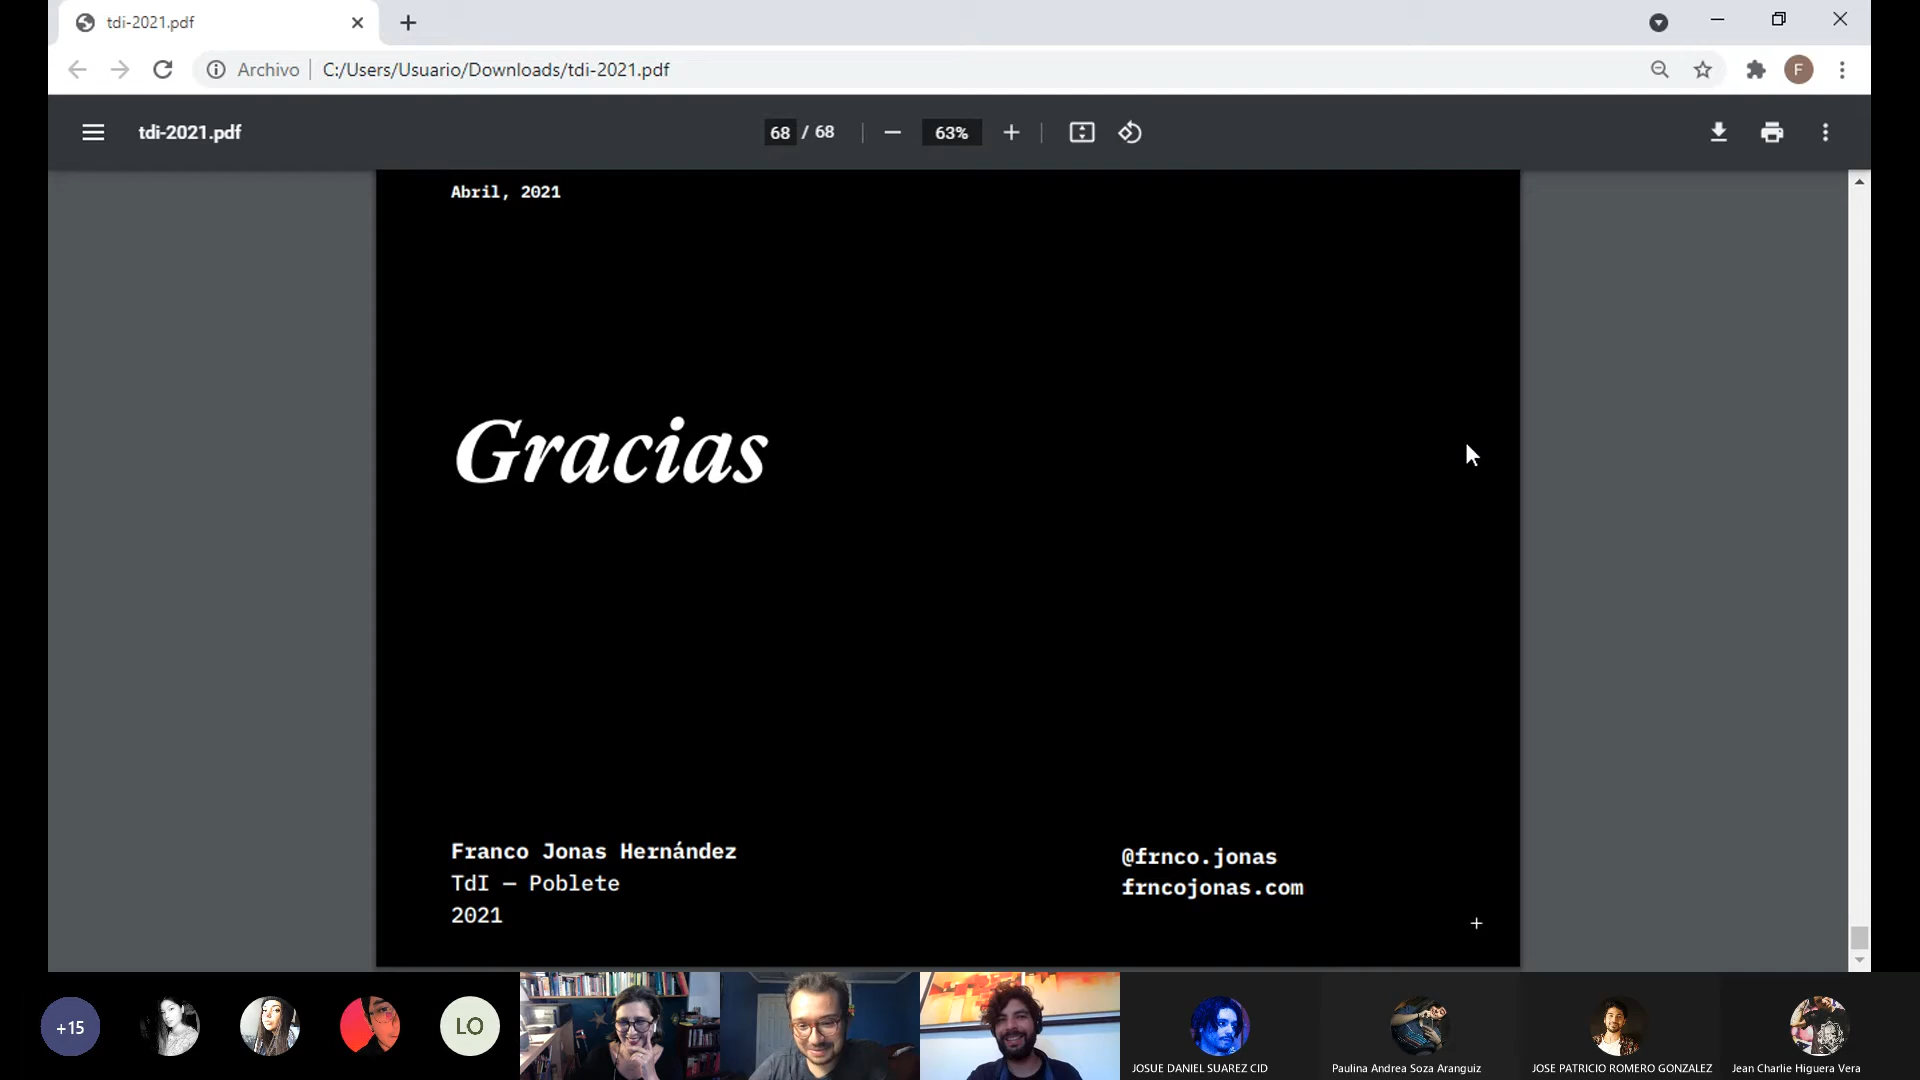 tdi-2021.pdf
Archivo
C:/Users/Usuario/Downloads/tdi-2021.pdf
F
tdi-2021.pdf
68 / 68
63%
Abril, 2021
Gracias
Franco Jonas Hernández
TdI — Poblete
2021
@frnco.jonas
frncojonas.com
+
+15
LO
JOSUE DANIEL SUAREZ CID
Paulina Andrea Soza Aranguiz
JOSE PATRICIO ROMERO GONZALEZ
Jean Charlie Higuera Vera